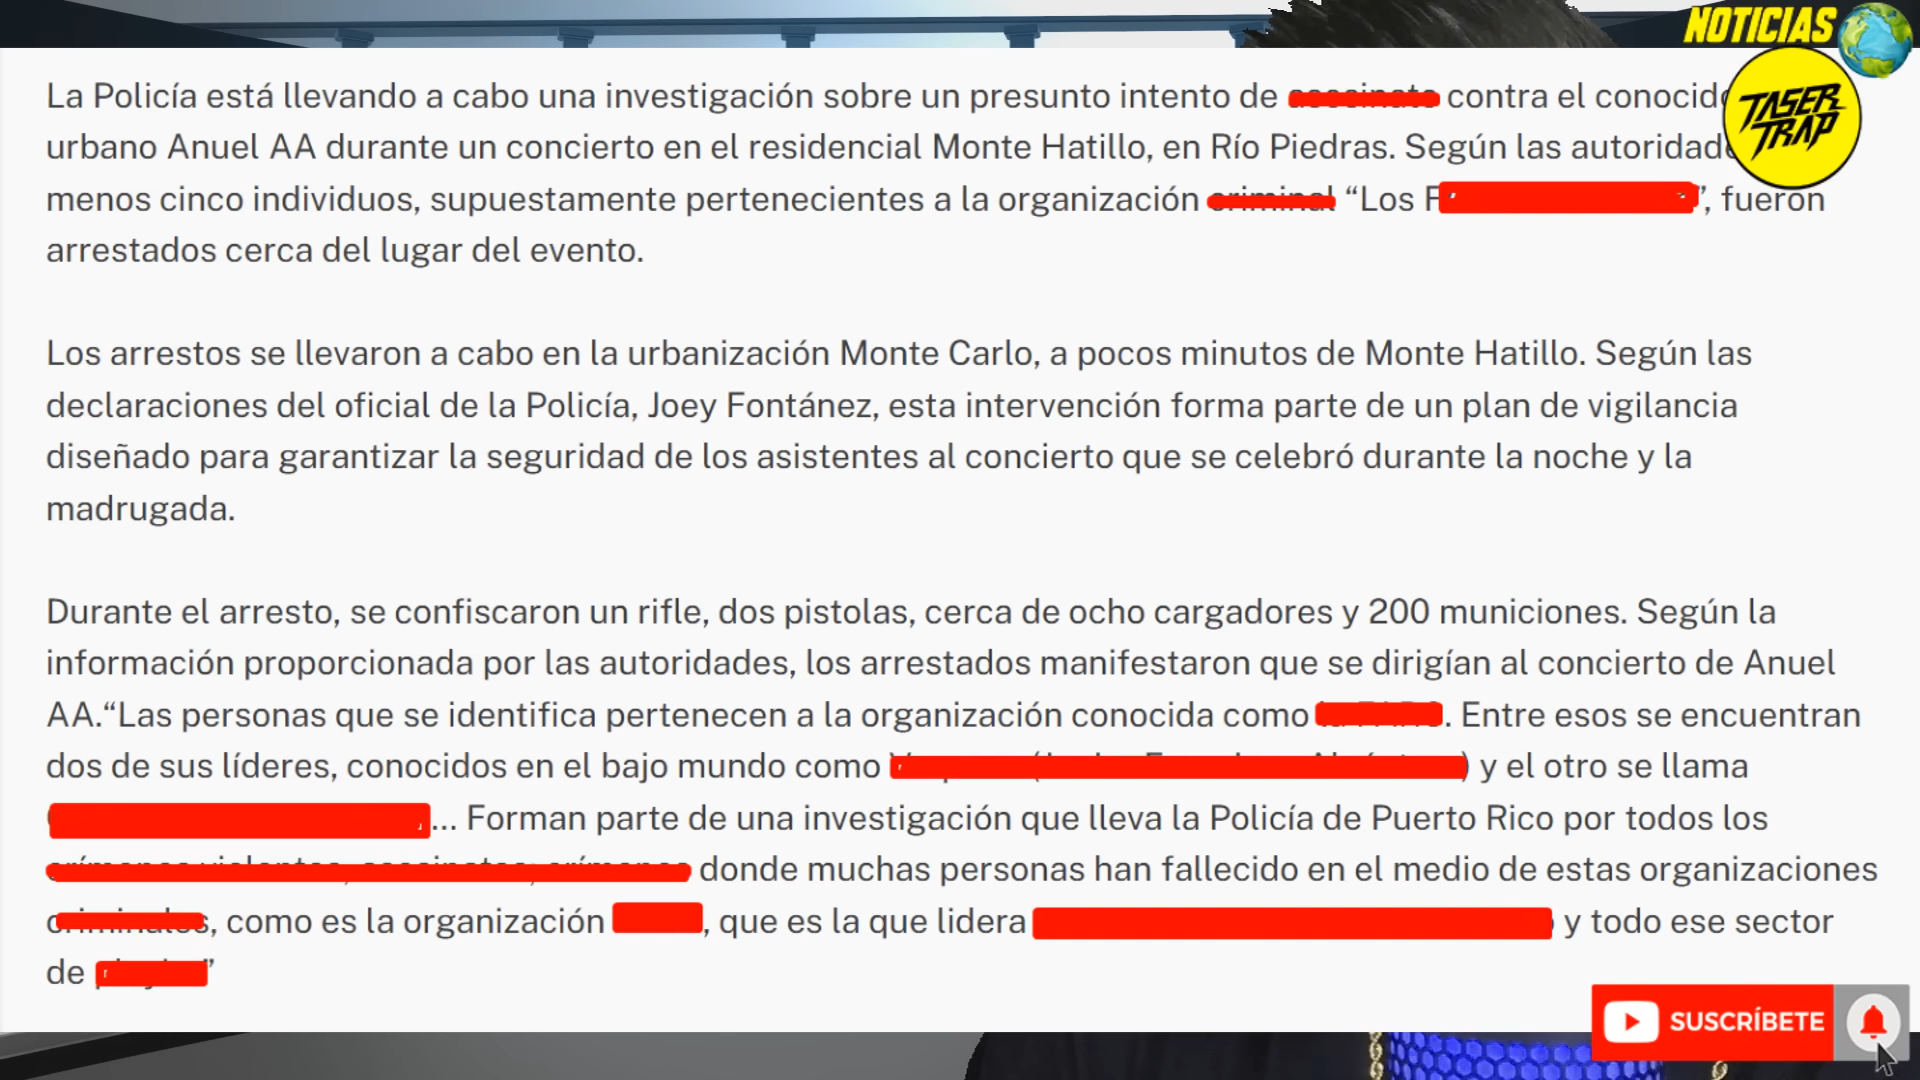 NOTICIAS
TASER
TRAP
La Policía está llevando a cabo una investigación sobre un presunto intento de asesinato contra el conocido
urbano Anuel AA durante un concierto en el residencial Monte Hatillo, en Río Piedras. Según las
menos cinco individuos, supuestamente pertenecientes a la organización criminal “Los ”, fueron
arrestados cerca del lugar del evento.
Los arrestos se llevaron a cabo en la urbanización Monte Carlo, a pocos minutos de Monte Hatillo. Según las
declaraciones del oficial de la Policía, Joey Fontánez, esta intervención forma parte de un plan de vigilancia
diseñado para garantizar la seguridad de los asistentes al concierto que se celebró durante la noche y la
madrugada.
Durante el arresto, se confiscaron un rifle, dos pistolas, cerca de ocho cargadores y 200 municiones. Según la
información proporcionada por las autoridades, los arrestados manifestaron que se dirigían al concierto de Anuel
AA.“Las personas que se identifica pertenecen a la organización conocida como . Entre esos se encuentran
dos de sus líderes, conocidos en el bajo mundo como ) y el otro se llama
... Forman parte de una investigación que lleva la Policía de Puerto Rico por todos los
crímenes violentos, asesinatos, crímenes donde muchas personas han fallecido en el medio de estas organizaciones
criminales, como es la organización , que es la que lidera y todo ese sector
de ”
SUSCRÍBETE